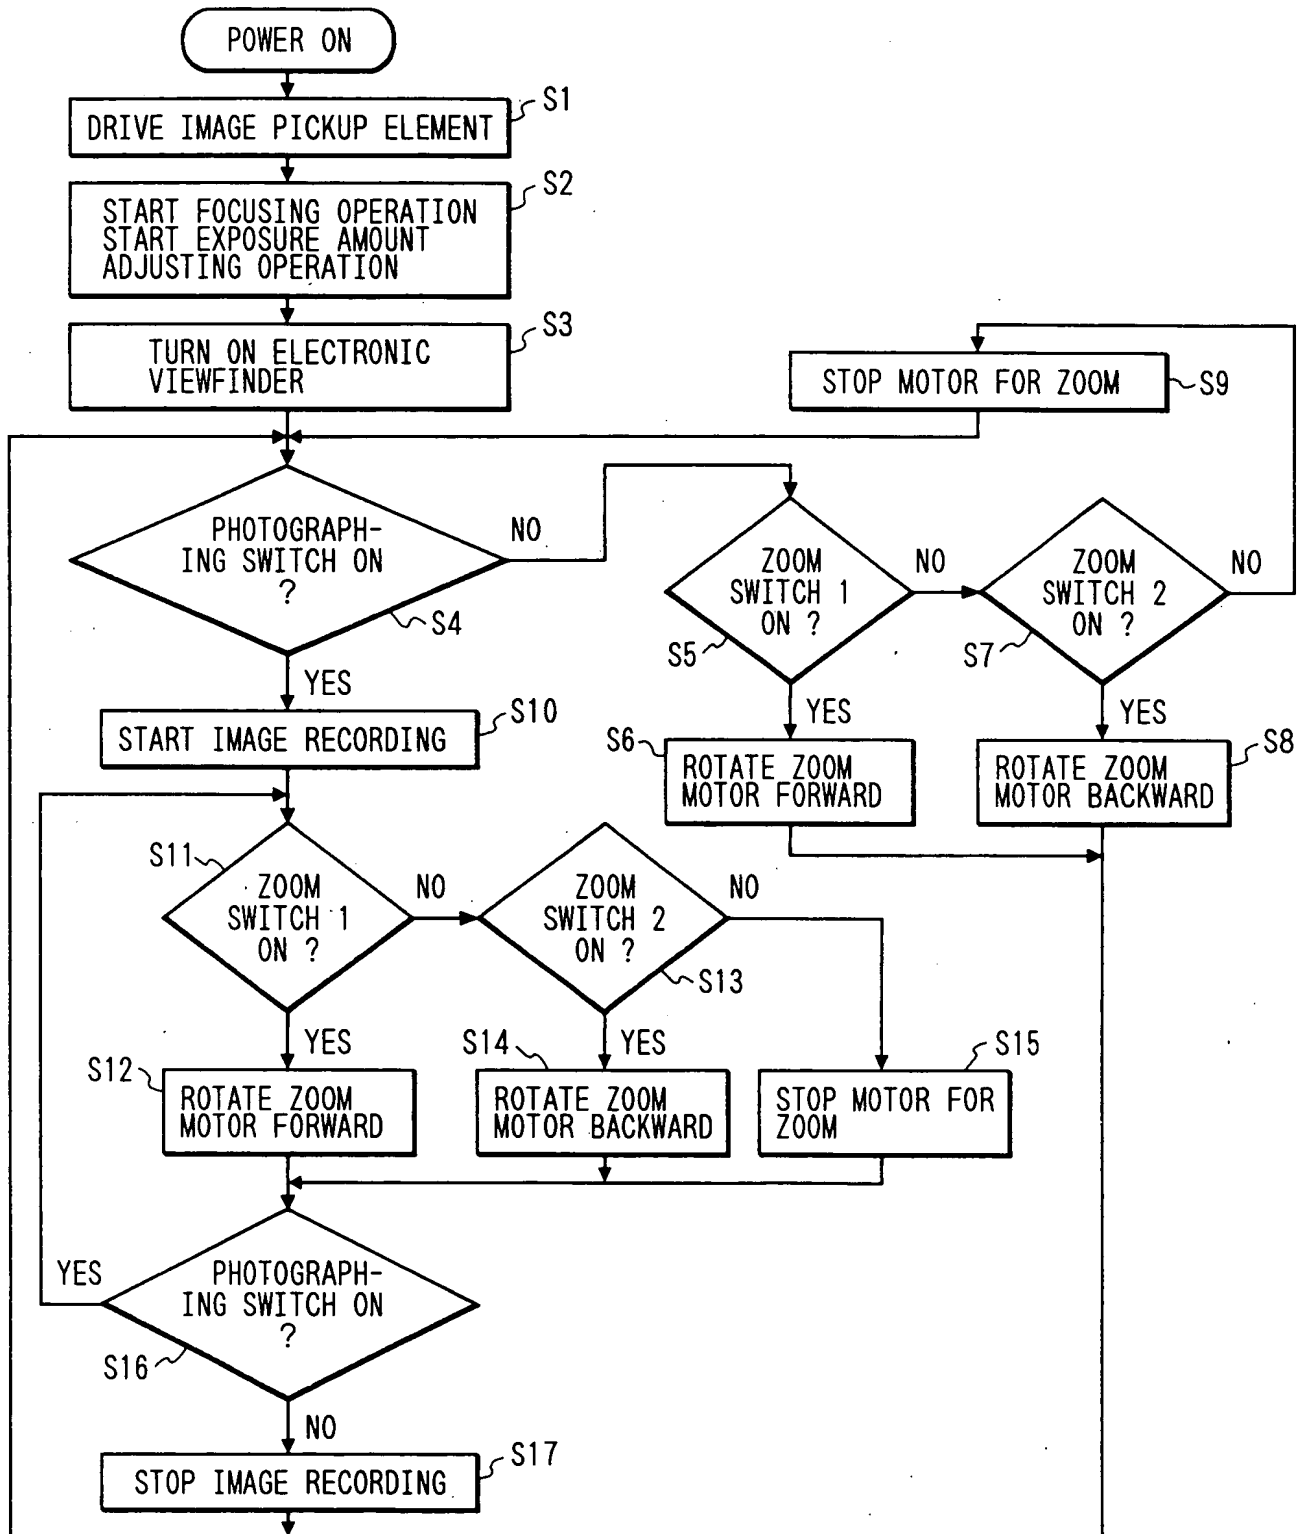 POWER ON
S1
DRIVE IMAGE PICKUP ELEMENT
S2
START FOCUSING OPERATION
START EXPOSURE AMOUNT
ADJUSTING OPERATION
S3
TURN ON ELECTRONIC
VIEWFINDER
STOP MOTOR FOR ZOOM
S9
PHOTOGRAPH-
ING SWITCH ON
?
NO
S4
YES
ZOOM
SWITCH 1
ON ?
NO
S5
YES
ZOOM
SWITCH 2
ON ?
NO
S7
YES
S6
ROTATE ZOOM
MOTOR FORWARD
S8
ROTATE ZOOM
MOTOR BACKWARD
S10
START IMAGE RECORDING
S11
ZOOM
SWITCH 1
ON ?
NO
YES
ZOOM
SWITCH 2
ON ?
NO
S13
YES
S12
ROTATE ZOOM
MOTOR FORWARD
S14
ROTATE ZOOM
MOTOR BACKWARD
S15
STOP MOTOR FOR
ZOOM
YES
PHOTOGRAPH-
ING SWITCH ON
?
S16
NO
S17
STOP IMAGE RECORDING